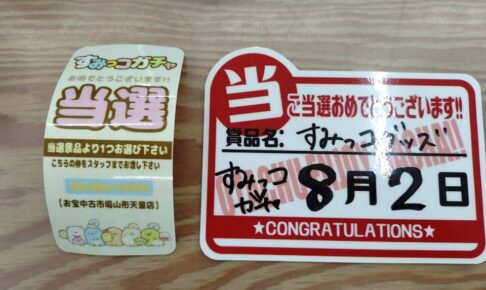 すみっコガチャ
おめでとうございます!!
当選
当選景品より1つお選び下さい
こちらの券をスタッフまでお渡し下さい
【お宝中古市場山形天童店】
当
ご当選おめでとうございます!!
賞品名: すみっコグッズ
すみっコガチャ
8月2日
★CONGRATULATIONS★